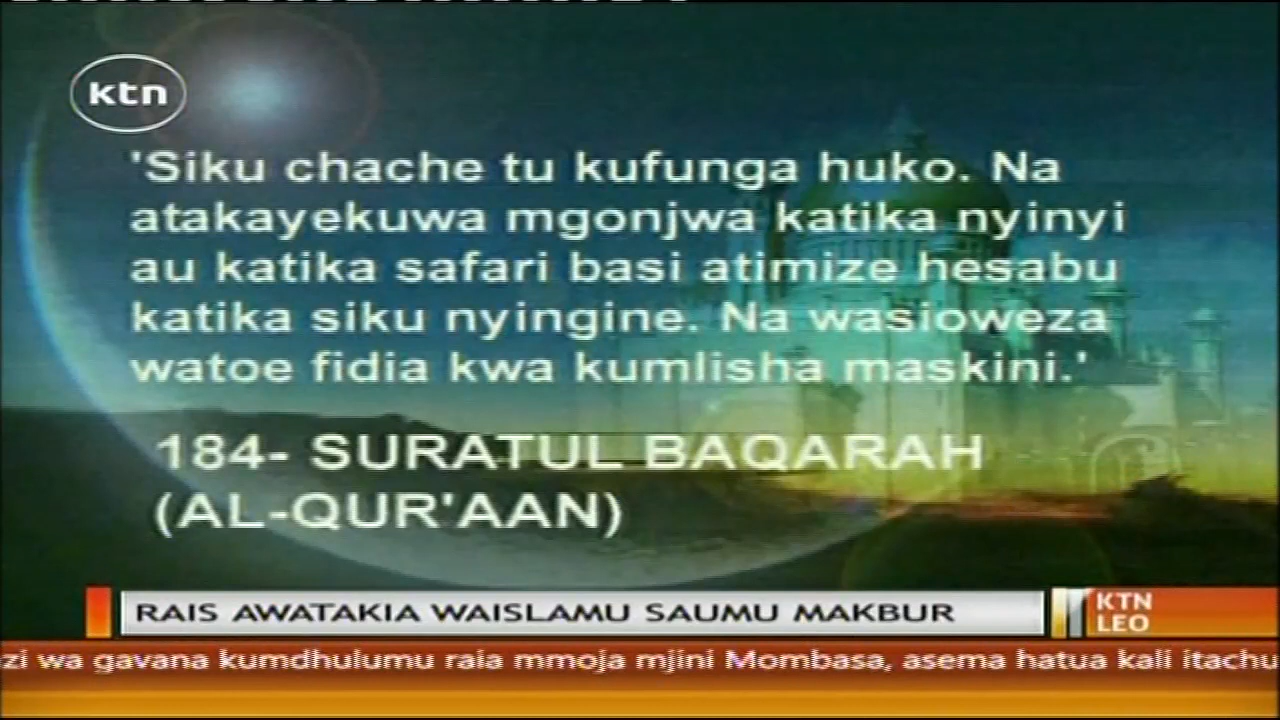 ktn
'Siku chache tu kufunga huko. Na
atakayekuwa mgonjwa katika nyinyi
au katika safari basi atimize hesabu
katika siku nyingine. Na wasioweza
watoe fidia kwa kumlisha maskini.'
184- SURATUL BAQARAH
(AL-QUR'AAN)
RAIS AWATAKIA WAISLAMU SAUMU MAKBUR
KTN
LEO
zi wa gavana kumdhulumu raia mmoja mjini Mombasa, asema hatua kali itachu